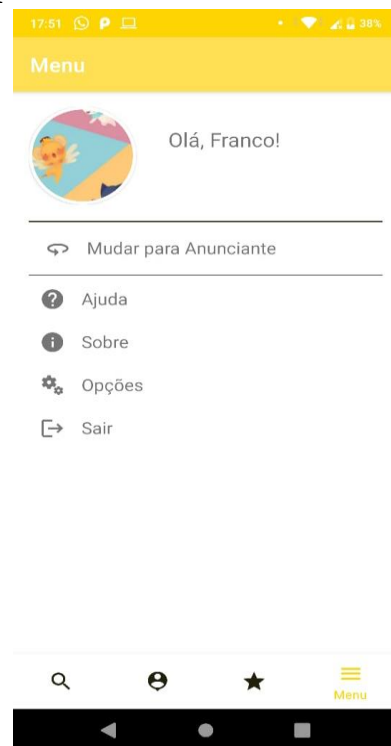 17:51 38%
Menu
Olá, Franco!
Mudar para Anunciante
Ajuda
Sobre
Opções
Sair
Menu